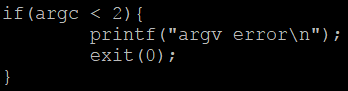 if(argc < 2){
        printf("argv error\n");
        exit(0);
}